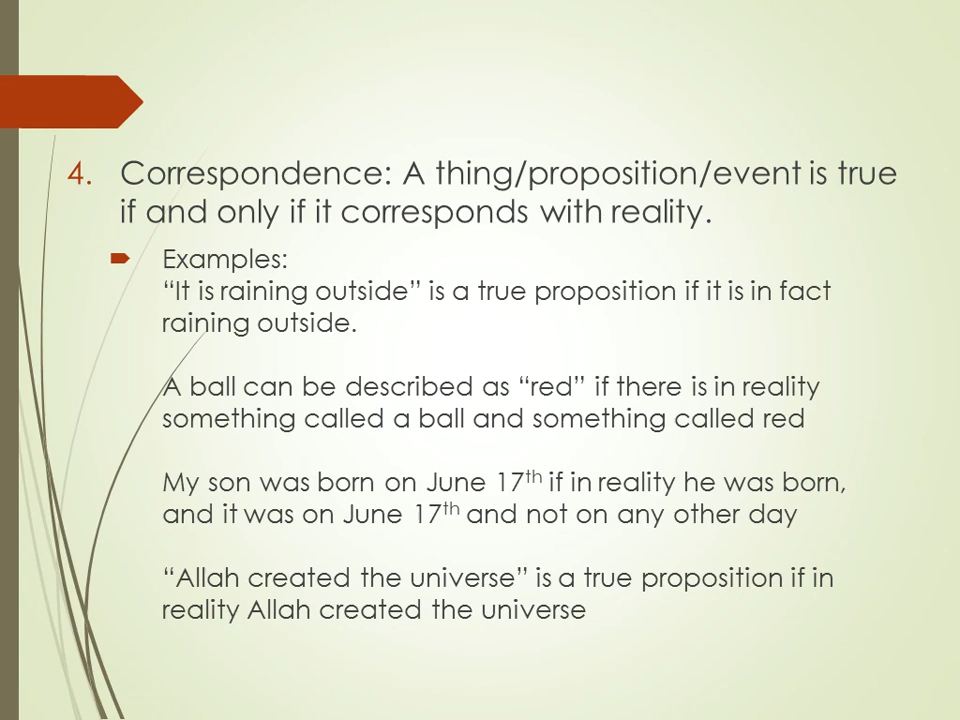 4. Correspondence: A thing/proposition/event is true
if and only if it corresponds with reality.
Examples:
“It is raining outside” is a true proposition if it is in fact
raining outside.
A ball can be described as “red” if there is in reality
something called a ball and something called red
My son was born on June 17th if in reality he was born,
and it was on June 17th and not on any other day
“Allah created the universe” is a true proposition if in
reality Allah created the universe